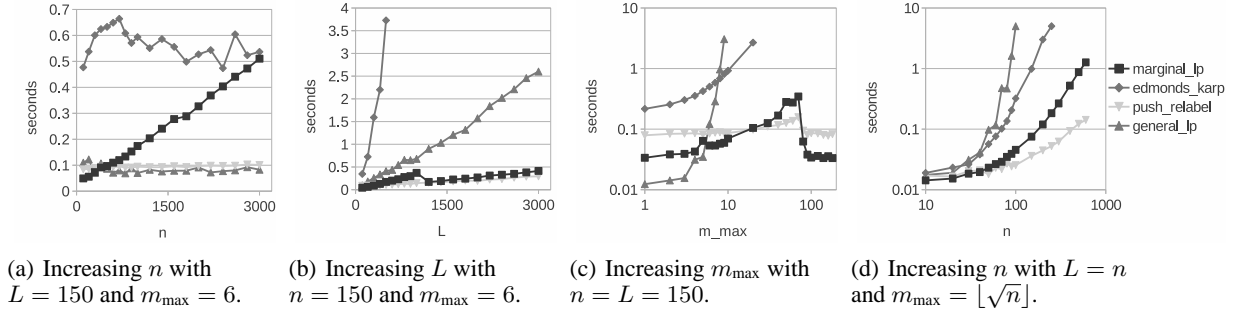 0.7
0.6
0.5
0.4
0.3
0.2
0.1
0
0
1500
3000
seconds
n
4
3.5
3
2.5
2
1.5
1
0.5
0
0
1500
3000
seconds
L
10
1
0.1
0.01
1
10
100
seconds
m_max
10
1
0.1
0.01
10
100
1000
seconds
n
marginal_lp
edmonds_karp
push_relabel
general_lp
(a) Increasing n with
L = 150 and m_max = 6.
(b) Increasing L with
n = 150 and m_max = 6.
(c) Increasing m_max with
n = L = 150.
(d) Increasing n with L = n
and m_max = ⌊√n⌋.